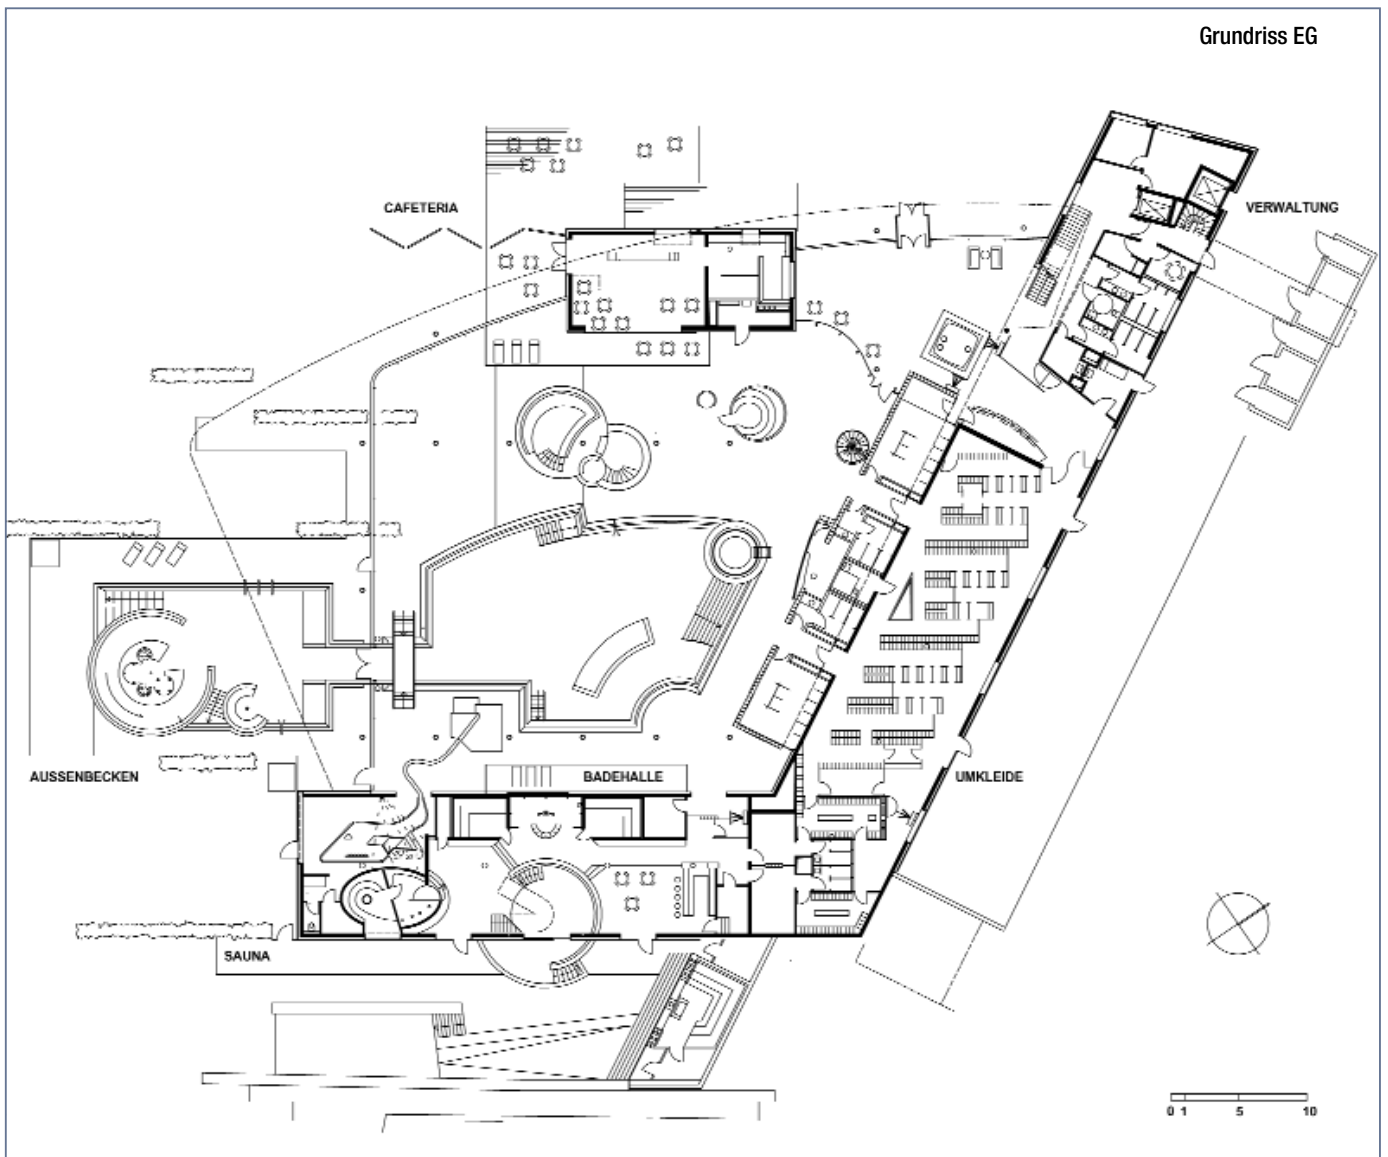 Grundriss EG
CAFETERIA
VERWALTUNG
AUSSENBECKEN
BADEHALLE
UMKLEIDE
SAUNA
0 1 5 10